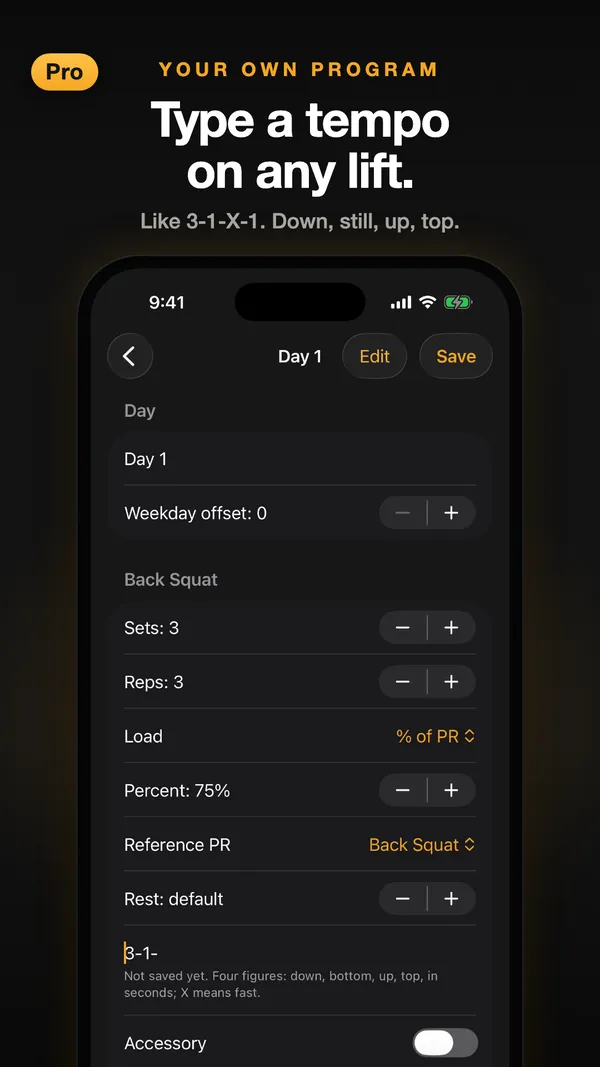 Pro
YOUR OWN PROGRAM
Type a tempo
on any lift.
Like 3-1-X-1. Down, still, up, top.
9:41
Day 1
Edit
Save
Day
Day 1
Weekday offset: 0
Back Squat
Sets: 3
Reps: 3
Load
% of PR
Percent: 75%
Reference PR
Back Squat
Rest: default
3-1-
Not saved yet. Four figures: down, bottom, up, top, in
seconds; X means fast.
Accessory